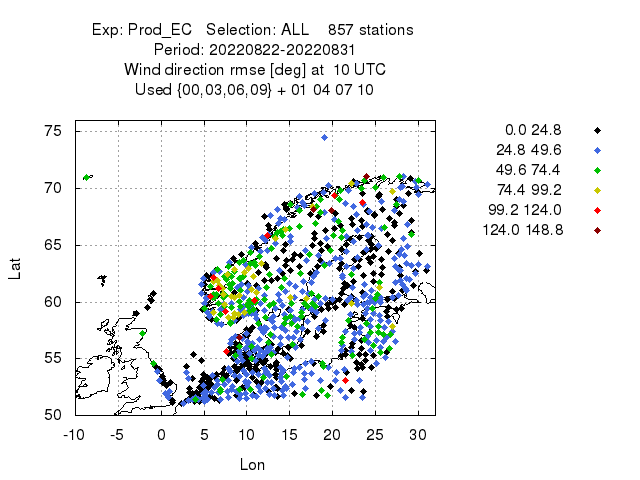 Exp: Prod_EC Selection: ALL 857 stations
Period: 20220822-20220831
Wind direction rmse [deg] at 10 UTC
Used {00,03,06,09} + 01 04 07 10
0.0 24.8
24.8 49.6
49.6 74.4
74.4 99.2
99.2 124.0
124.0 148.8
75
70
65
60
55
50
Lat
-10 -5 0 5 10 15 20 25 30
Lon